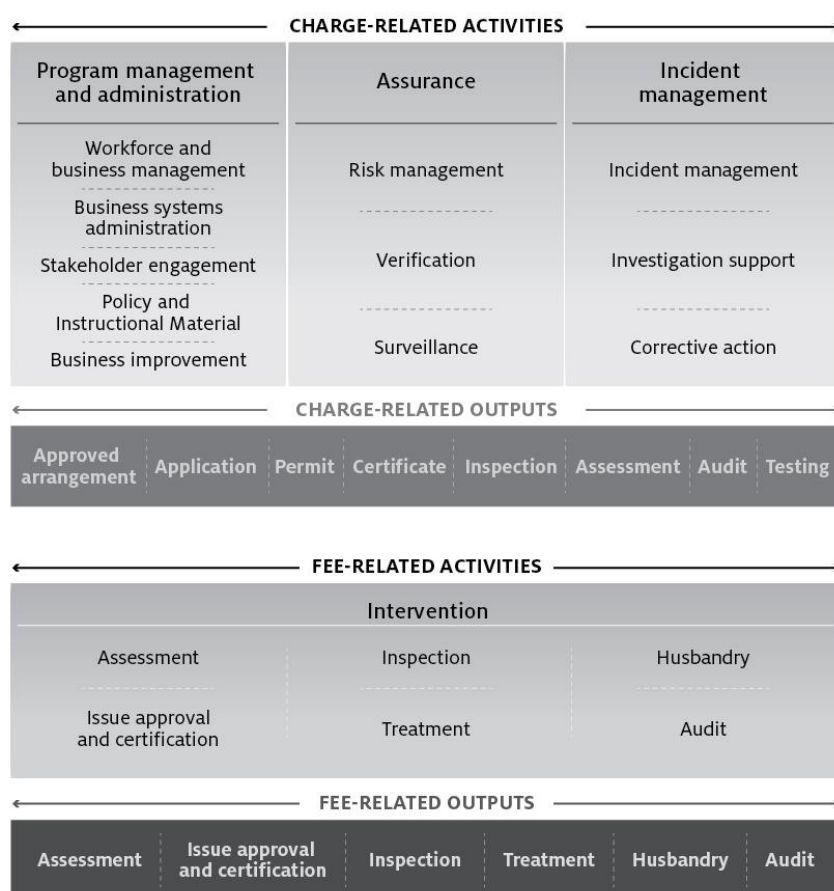 CHARGE-RELATED ACTIVITIES
Program management
and administration
Workforce and
business management
Business systems
administration
Stakeholder engagement
Policy and
Instructional Material
Business improvement
Assurance
Risk management
Verification
Surveillance
Incident
management
Incident management
Investigation support
Corrective action
CHARGE-RELATED OUTPUTS
Approved
arrangement
Application
Permit
Certificate
Inspection
Assessment
Audit
Testing
FEE-RELATED ACTIVITIES
Intervention
Assessment
Issue approval
and certification
Inspection
Treatment
Husbandry
Audit
FEE-RELATED OUTPUTS
Assessment
Issue approval
and certification
Inspection
Treatment
Husbandry
Audit